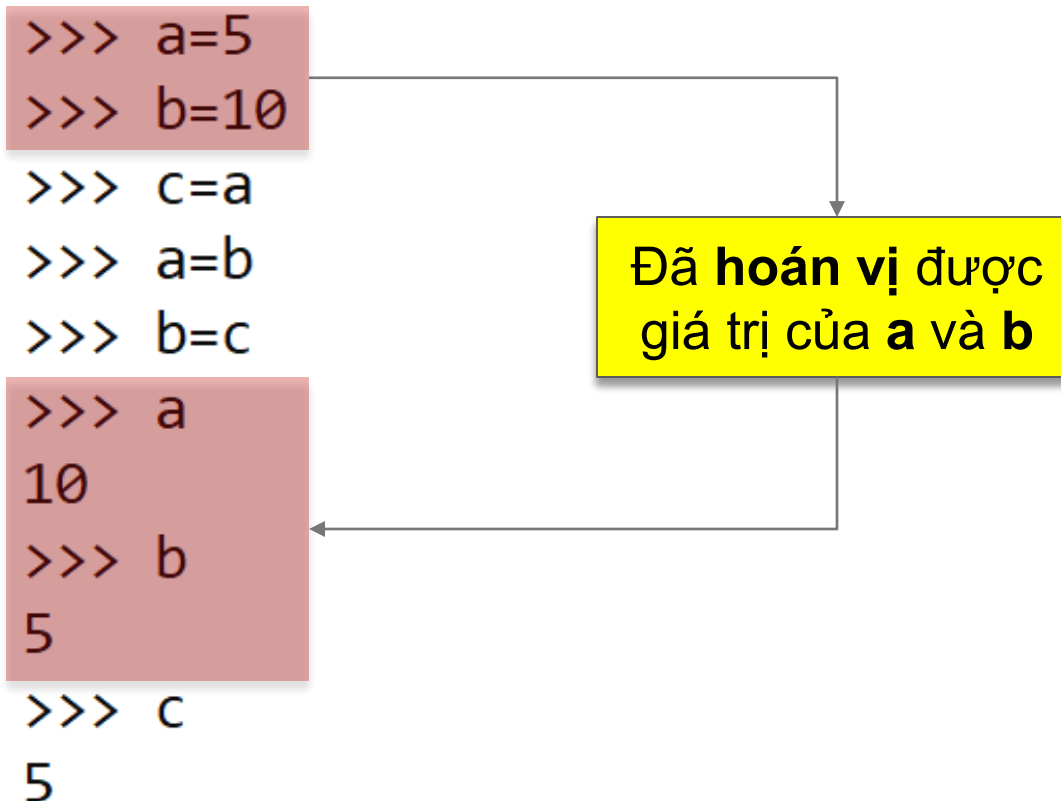 >>> a=5
>>> b=10
>>> c=a
>>> a=b
>>> b=c
>>> a
10
>>> b
5
>>> c
5
Đã hoán vị được
giá trị của a và b